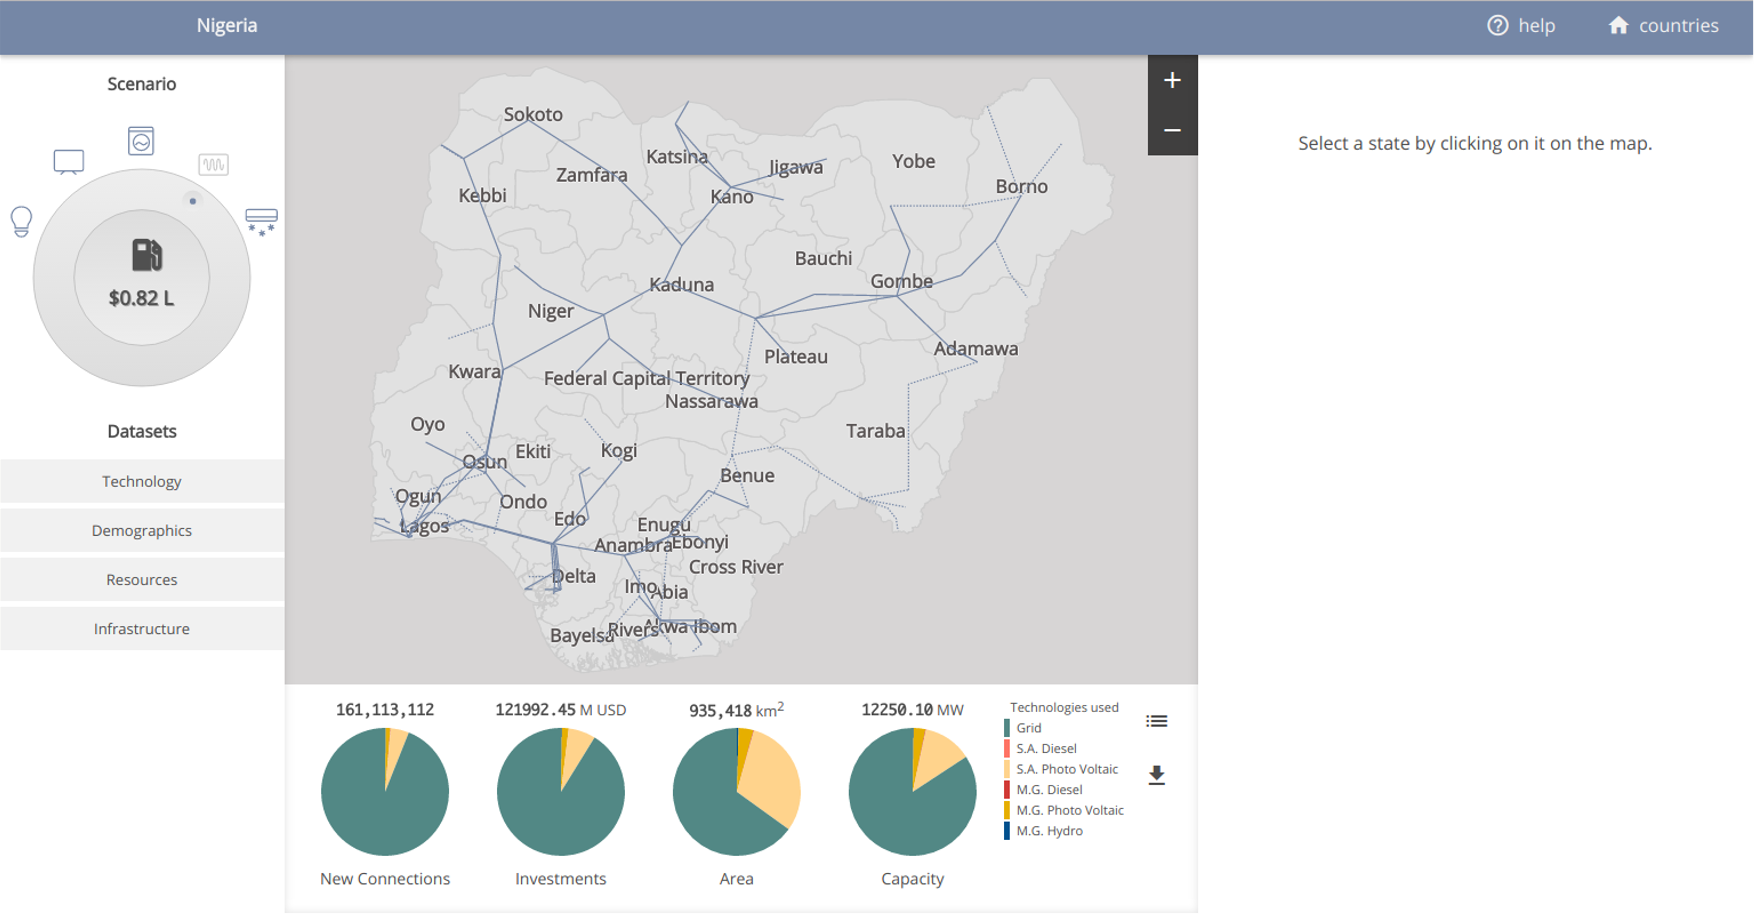 Nigeria
help
countries
Scenario
$0.82 L
Datasets
Technology
Demographics
Resources
Infrastructure
+
−
Sokoto
Katsina
Jigawa
Yobe
Zamfara
Kebbi
Kano
Borno
Bauchi
Gombe
Kaduna
Niger
Plateau
Adamawa
Kwara
Federal Capital Territory
Nassarawa
Oyo
Taraba
Osun
Ekiti
Kogi
Benue
Ogun
Ondo
Edo
Lagos
Enugu
Anambra
Ebonyi
Cross River
Delta
Imo
Abia
Bayelsa
Rivers
Akwa Ibom
Select a state by clicking on it on the map.
161,113,112
121992.45 M USD
935,418 km²
12250.10 MW
New Connections
Investments
Area
Capacity
Technologies used
Grid
S.A. Diesel
S.A. Photo Voltaic
M.G. Diesel
M.G. Photo Voltaic
M.G. Hydro